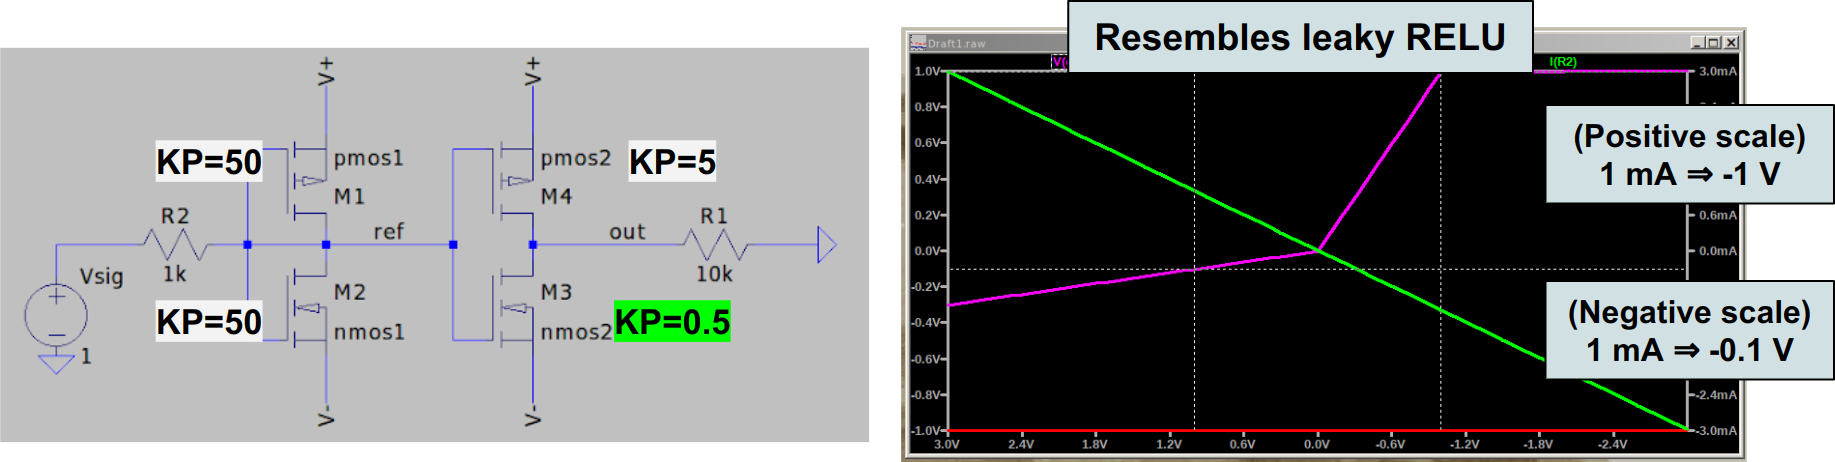 V+
V+
KP=50
pmos1
M1
pmos2
M4
KP=5
R2
1k
ref
out
R1
10k
Vsig
1
KP=50
M2
nmos1
M3
nmos2
KP=0.5
V-
V-
Resembles leaky RELU
Draft1.raw
I(R2)
1.0V
0.8V
0.6V
0.4V
0.2V
0.0V
-0.2V
-0.4V
-0.6V
-0.8V
-1.0V
3.0mA
0.6mA
0.0mA
-2.4mA
-3.0mA
(Positive scale)
1 mA ⇒ -1 V
(Negative scale)
1 mA ⇒ -0.1 V
3.0V 2.4V 1.8V 1.2V 0.6V 0.0V -0.6V -1.2V -1.8V -2.4V